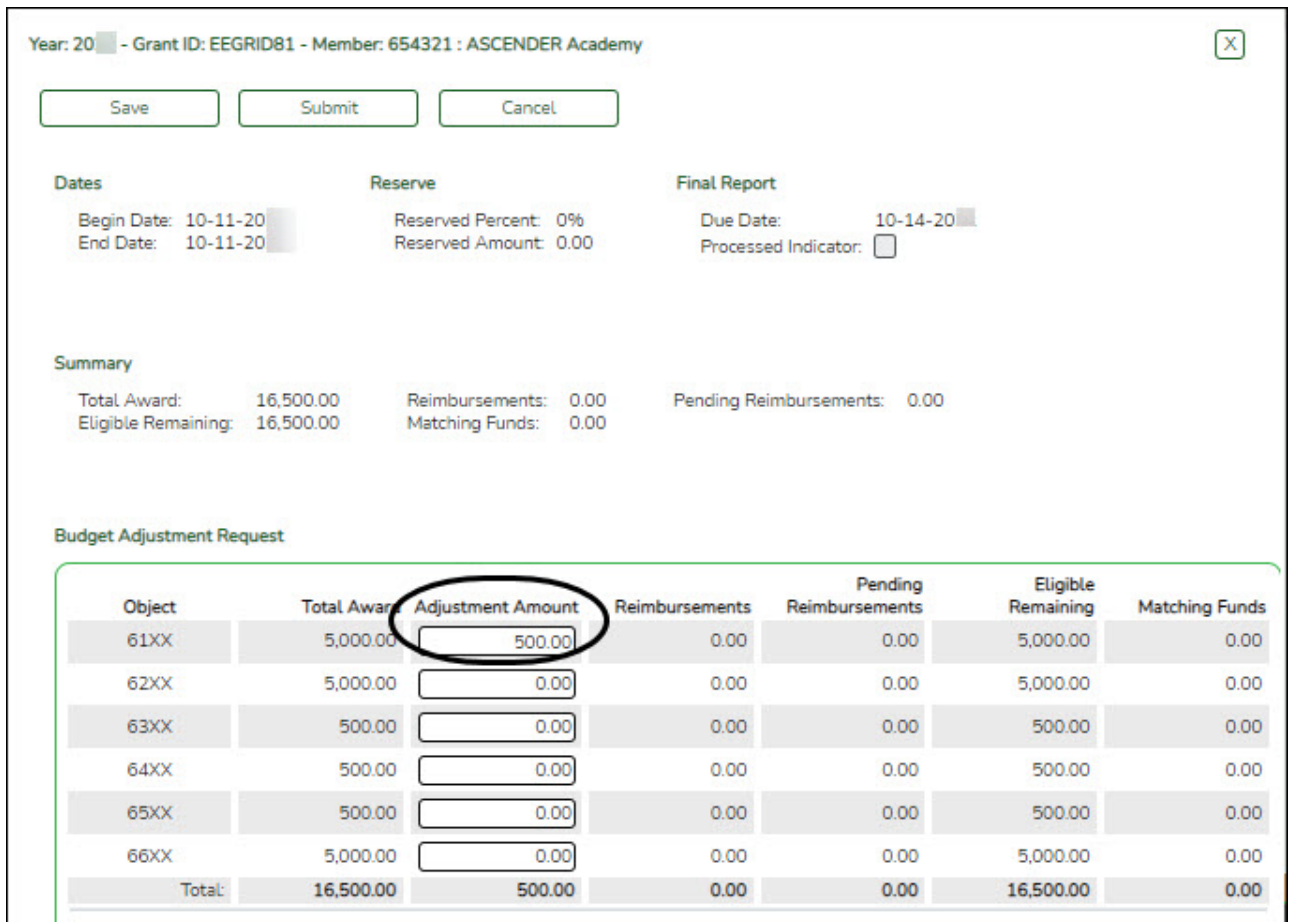 Year: 20 - Grant ID: EEGRID81 - Member: 654321 : ASCENDER Academy X
Save Submit Cancel
Dates Reserve Final Report
Begin Date: 10-11-20 Reserved Percent: 0% Due Date: 10-14-20
End Date: 10-11-20 Reserved Amount: 0.00 Processed Indicator:
Summary
Total Award: 16,500.00 Reimbursements: 0.00 Pending Reimbursements: 0.00
Eligible Remaining: 16,500.00 Matching Funds: 0.00
Budget Adjustment Request
Pending Eligible
Object Total Award Adjustment Amount Reimbursements Reimbursements Remaining Matching Funds
61XX 5,000.00 500.00 0.00 0.00 5,000.00 0.00
62XX 5,000.00 0.00 0.00 0.00 5,000.00 0.00
63XX 500.00 0.00 0.00 0.00 500.00 0.00
64XX 500.00 0.00 0.00 0.00 500.00 0.00
65XX 500.00 0.00 0.00 0.00 500.00 0.00
66XX 5,000.00 0.00 0.00 0.00 5,000.00 0.00
Total: 16,500.00 500.00 0.00 0.00 16,500.00 0.00